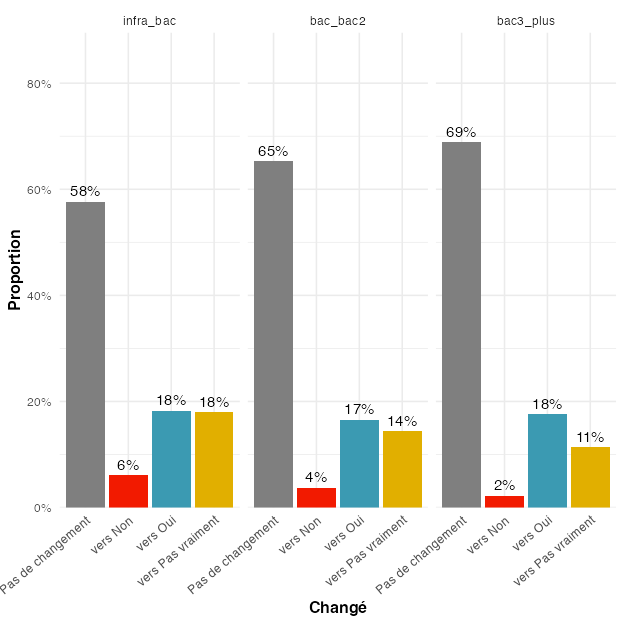 infra_bac bac_bac2 bac3_plus
80%
60%
40%
20%
0%
Proportion
58% 6% 18% 18%
65% 4% 17% 14%
69% 2% 18% 11%
Pas de changement vers Non vers Oui vers Pas vraiment
Pas de changement vers Non vers Oui vers Pas vraiment
Pas de changement vers Non vers Oui vers Pas vraiment
Changé